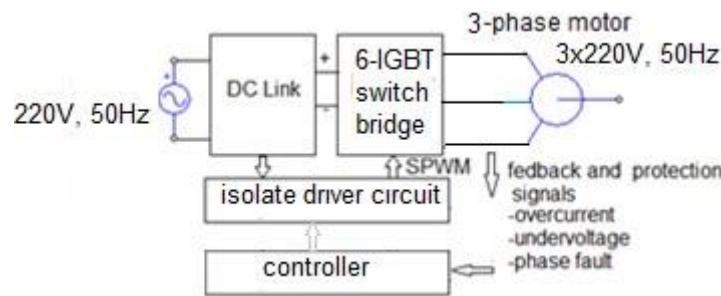 3-phase motor
3x220V, 50Hz
+
6-IGBT
switch
bridge
DC Link
+
-
220V, 50Hz
SPWM
fedback and protection
signals
-overcurrent
-undervoltage
-phase fault
isolate driver circuit
controller